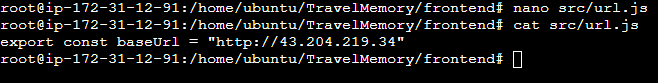 root@ip-172-31-12-91:/home/ubuntu/TravelMemory/frontend# nano src/url.js
root@ip-172-31-12-91:/home/ubuntu/TravelMemory/frontend# cat src/url.js
export const baseUrl = "http://43.204.219.34"
root@ip-172-31-12-91:/home/ubuntu/TravelMemory/frontend#